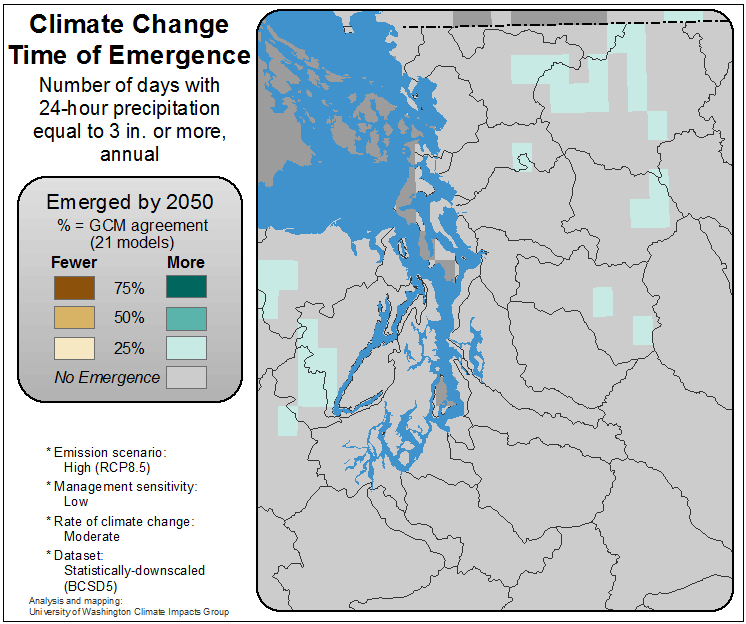 Climate Change
Time of Emergence
Number of days with
24-hour precipitation
equal to 3 in. or more,
annual
Emerged by 2050
% = GCM agreement
(21 models)
Fewer More
75%
50%
25%
No Emergence
* Emission scenario:
High (RCP8.5)
* Management sensitivity:
Low
* Rate of climate change:
Moderate
* Dataset:
Statistically-downscaled
(BCSD5)
Analysis and mapping:
University of Washington Climate Impacts Group